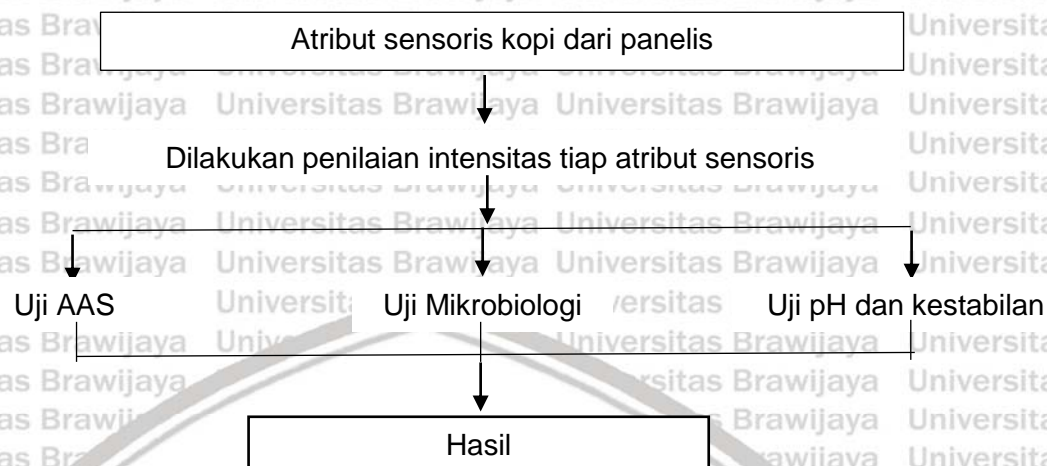 Atribut sensoris kopi dari panelis
Dilakukan penilaian intensitas tiap atribut sensoris
Uji AAS
Uji Mikrobiologi
Uji pH dan kestabilan
Hasil